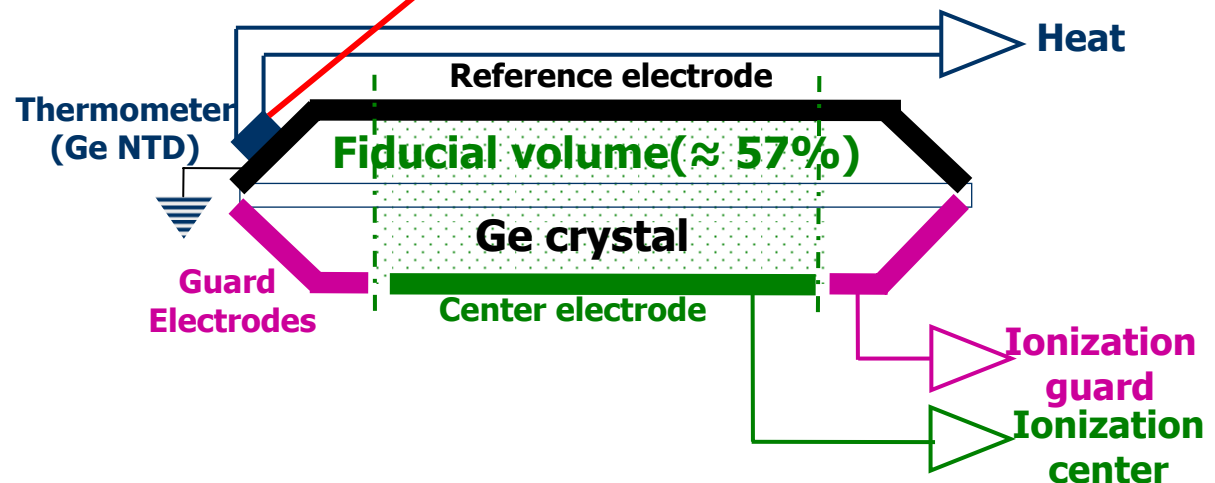 Heat
Reference electrode
Thermometer
(Ge NTD)
Fiducial volume(≈ 57%)
Ge crystal
Guard
Electrodes
Center electrode
Ionization
guard
Ionization
center